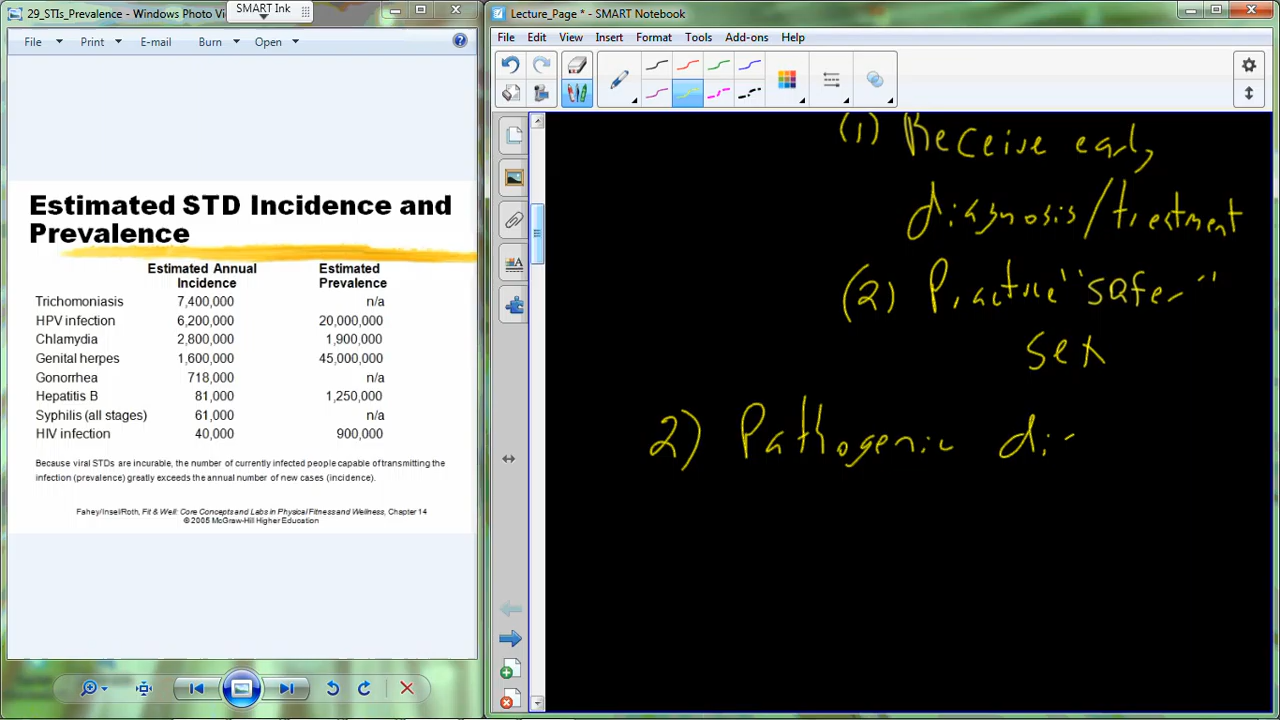 29_STIs_Prevalence - Windows Photo Vi
SMART Ink
File Print E-mail Burn Open
Estimated STD Incidence and
Prevalence
Estimated Annual Incidence Estimated Prevalence
Trichomoniasis 7,400,000 n/a
HPV infection 6,200,000 20,000,000
Chlamydia 2,800,000 1,900,000
Genital herpes 1,600,000 45,000,000
Gonorrhea 718,000 n/a
Hepatitis B 81,000 1,250,000
Syphilis (all stages) 61,000 n/a
HIV infection 40,000 900,000
Because viral STDs are incurable, the number of currently infected people capable of transmitting the
infection (prevalence) greatly exceeds the annual number of new cases (incidence).
Fahey/Insel/Roth, Fit & Well: Core Concepts and Labs in Physical Fitness and Wellness, Chapter 14
© 2005 McGraw-Hill Higher Education
Lecture_Page * - SMART Notebook
File Edit View Insert Format Tools Add-ons Help
(1) Receive early
diagnosis/treatment
(2) Practice "safer"
sex
2) Pathogenic di